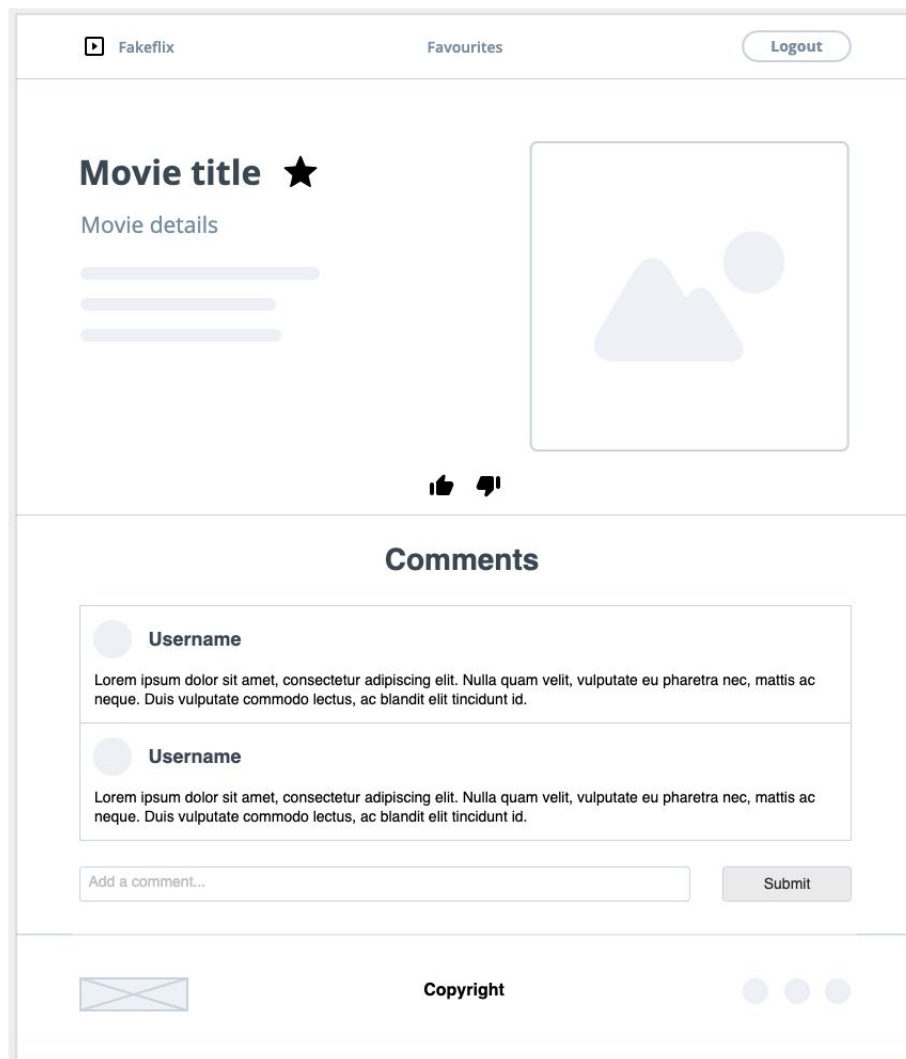 Fakeflix
Favourites
Logout
Movie title
Movie details
Comments
Username
Lorem ipsum dolor sit amet, consectetur adipiscing elit. Nulla quam velit, vulputate eu pharetra nec, mattis ac
neque. Duis vulputate commodo lectus, ac blandit elit tincidunt id.
Username
Lorem ipsum dolor sit amet, consectetur adipiscing elit. Nulla quam velit, vulputate eu pharetra nec, mattis ac
neque. Duis vulputate commodo lectus, ac blandit elit tincidunt id.
Add a comment...
Submit
Copyright